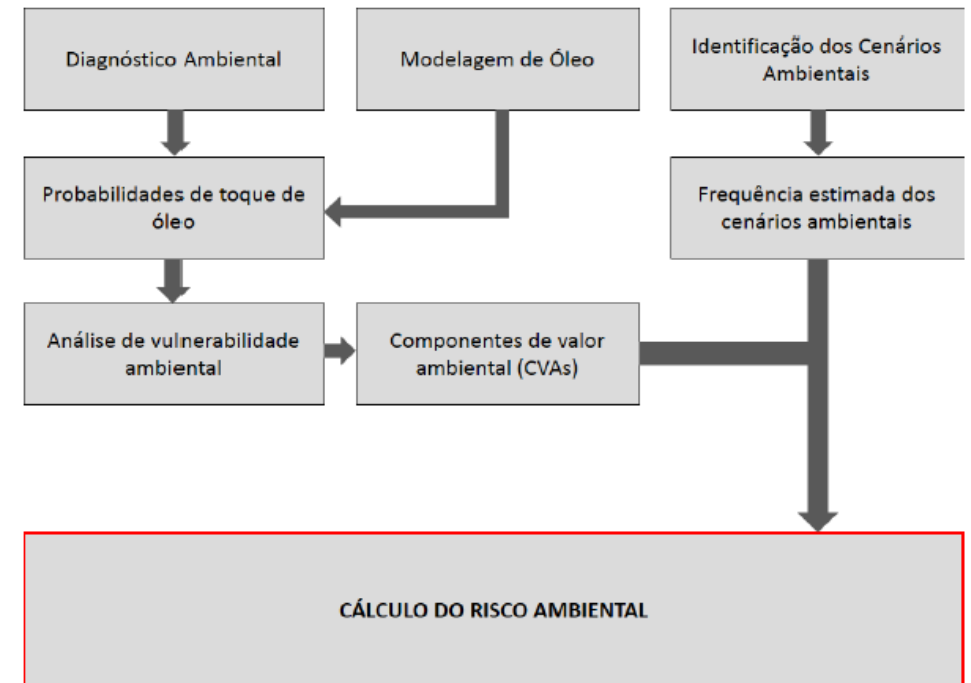 Diagnóstico Ambiental
Modelagem de Óleo
Identificação dos Cenários
Ambientais
Probabilidades de toque de
óleo
Frequência estimada dos
cenários ambientais
Análise de vulnerabilidade
ambiental
Componentes de valor
ambiental (CVAs)
CÁLCULO DO RISCO AMBIENTAL